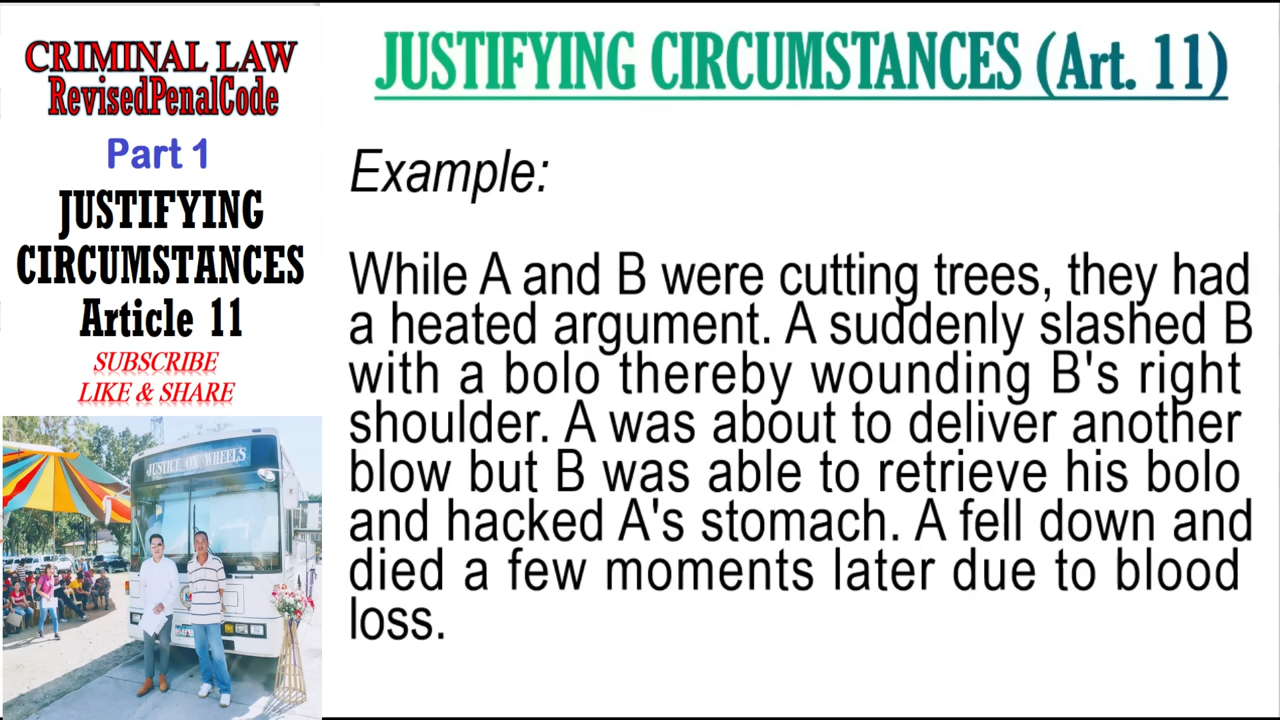 CRIMINAL LAW
RevisedPenalCode
Part 1
JUSTIFYING
CIRCUMSTANCES
Article 11
SUBSCRIBE
LIKE & SHARE
JUSTICE ON WHEELS
JUSTIFYING CIRCUMSTANCES (Art. 11)
Example:
While A and B were cutting trees, they had
a heated argument. A suddenly slashed B
with a bolo thereby wounding B's right
shoulder. A was about to deliver another
blow but B was able to retrieve his bolo
and hacked A's stomach. A fell down and
died a few moments later due to blood
loss.